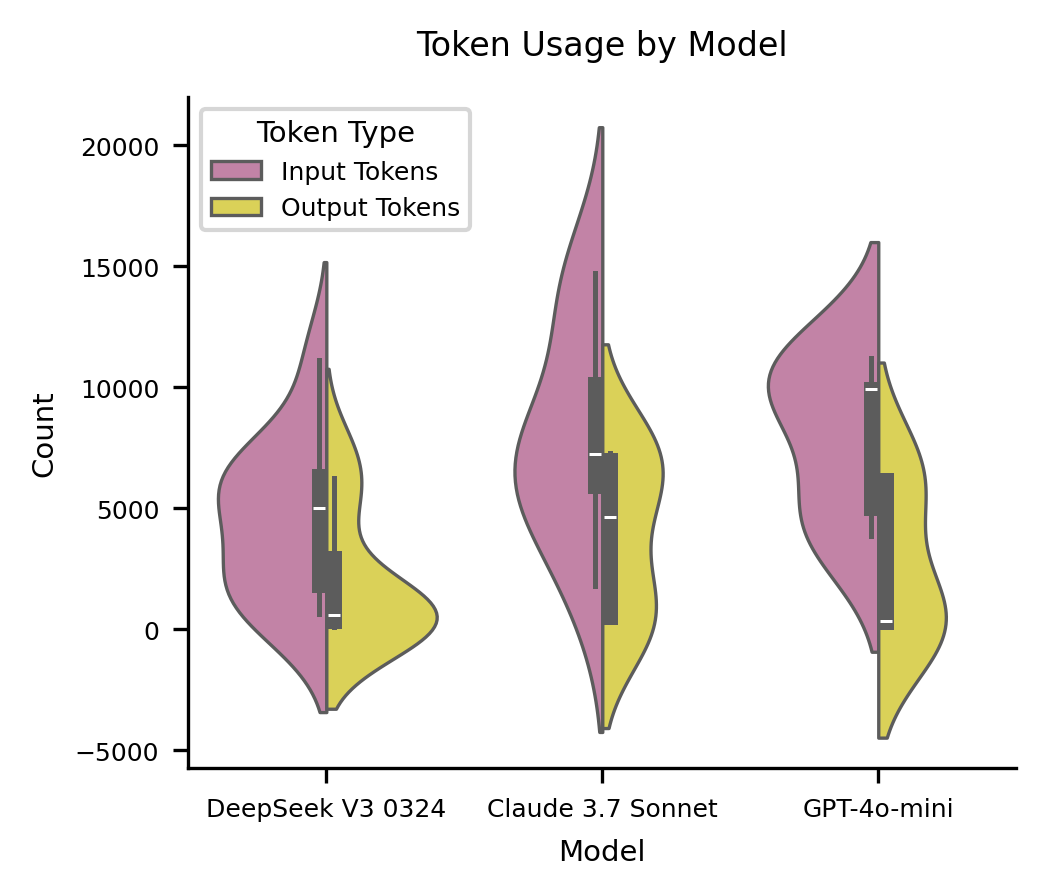 Token Usage by Model
Token Type
Input Tokens
Output Tokens
Count
20000
15000
10000
5000
0
−5000
DeepSeek V3 0324
Claude 3.7 Sonnet
GPT-4o-mini
Model